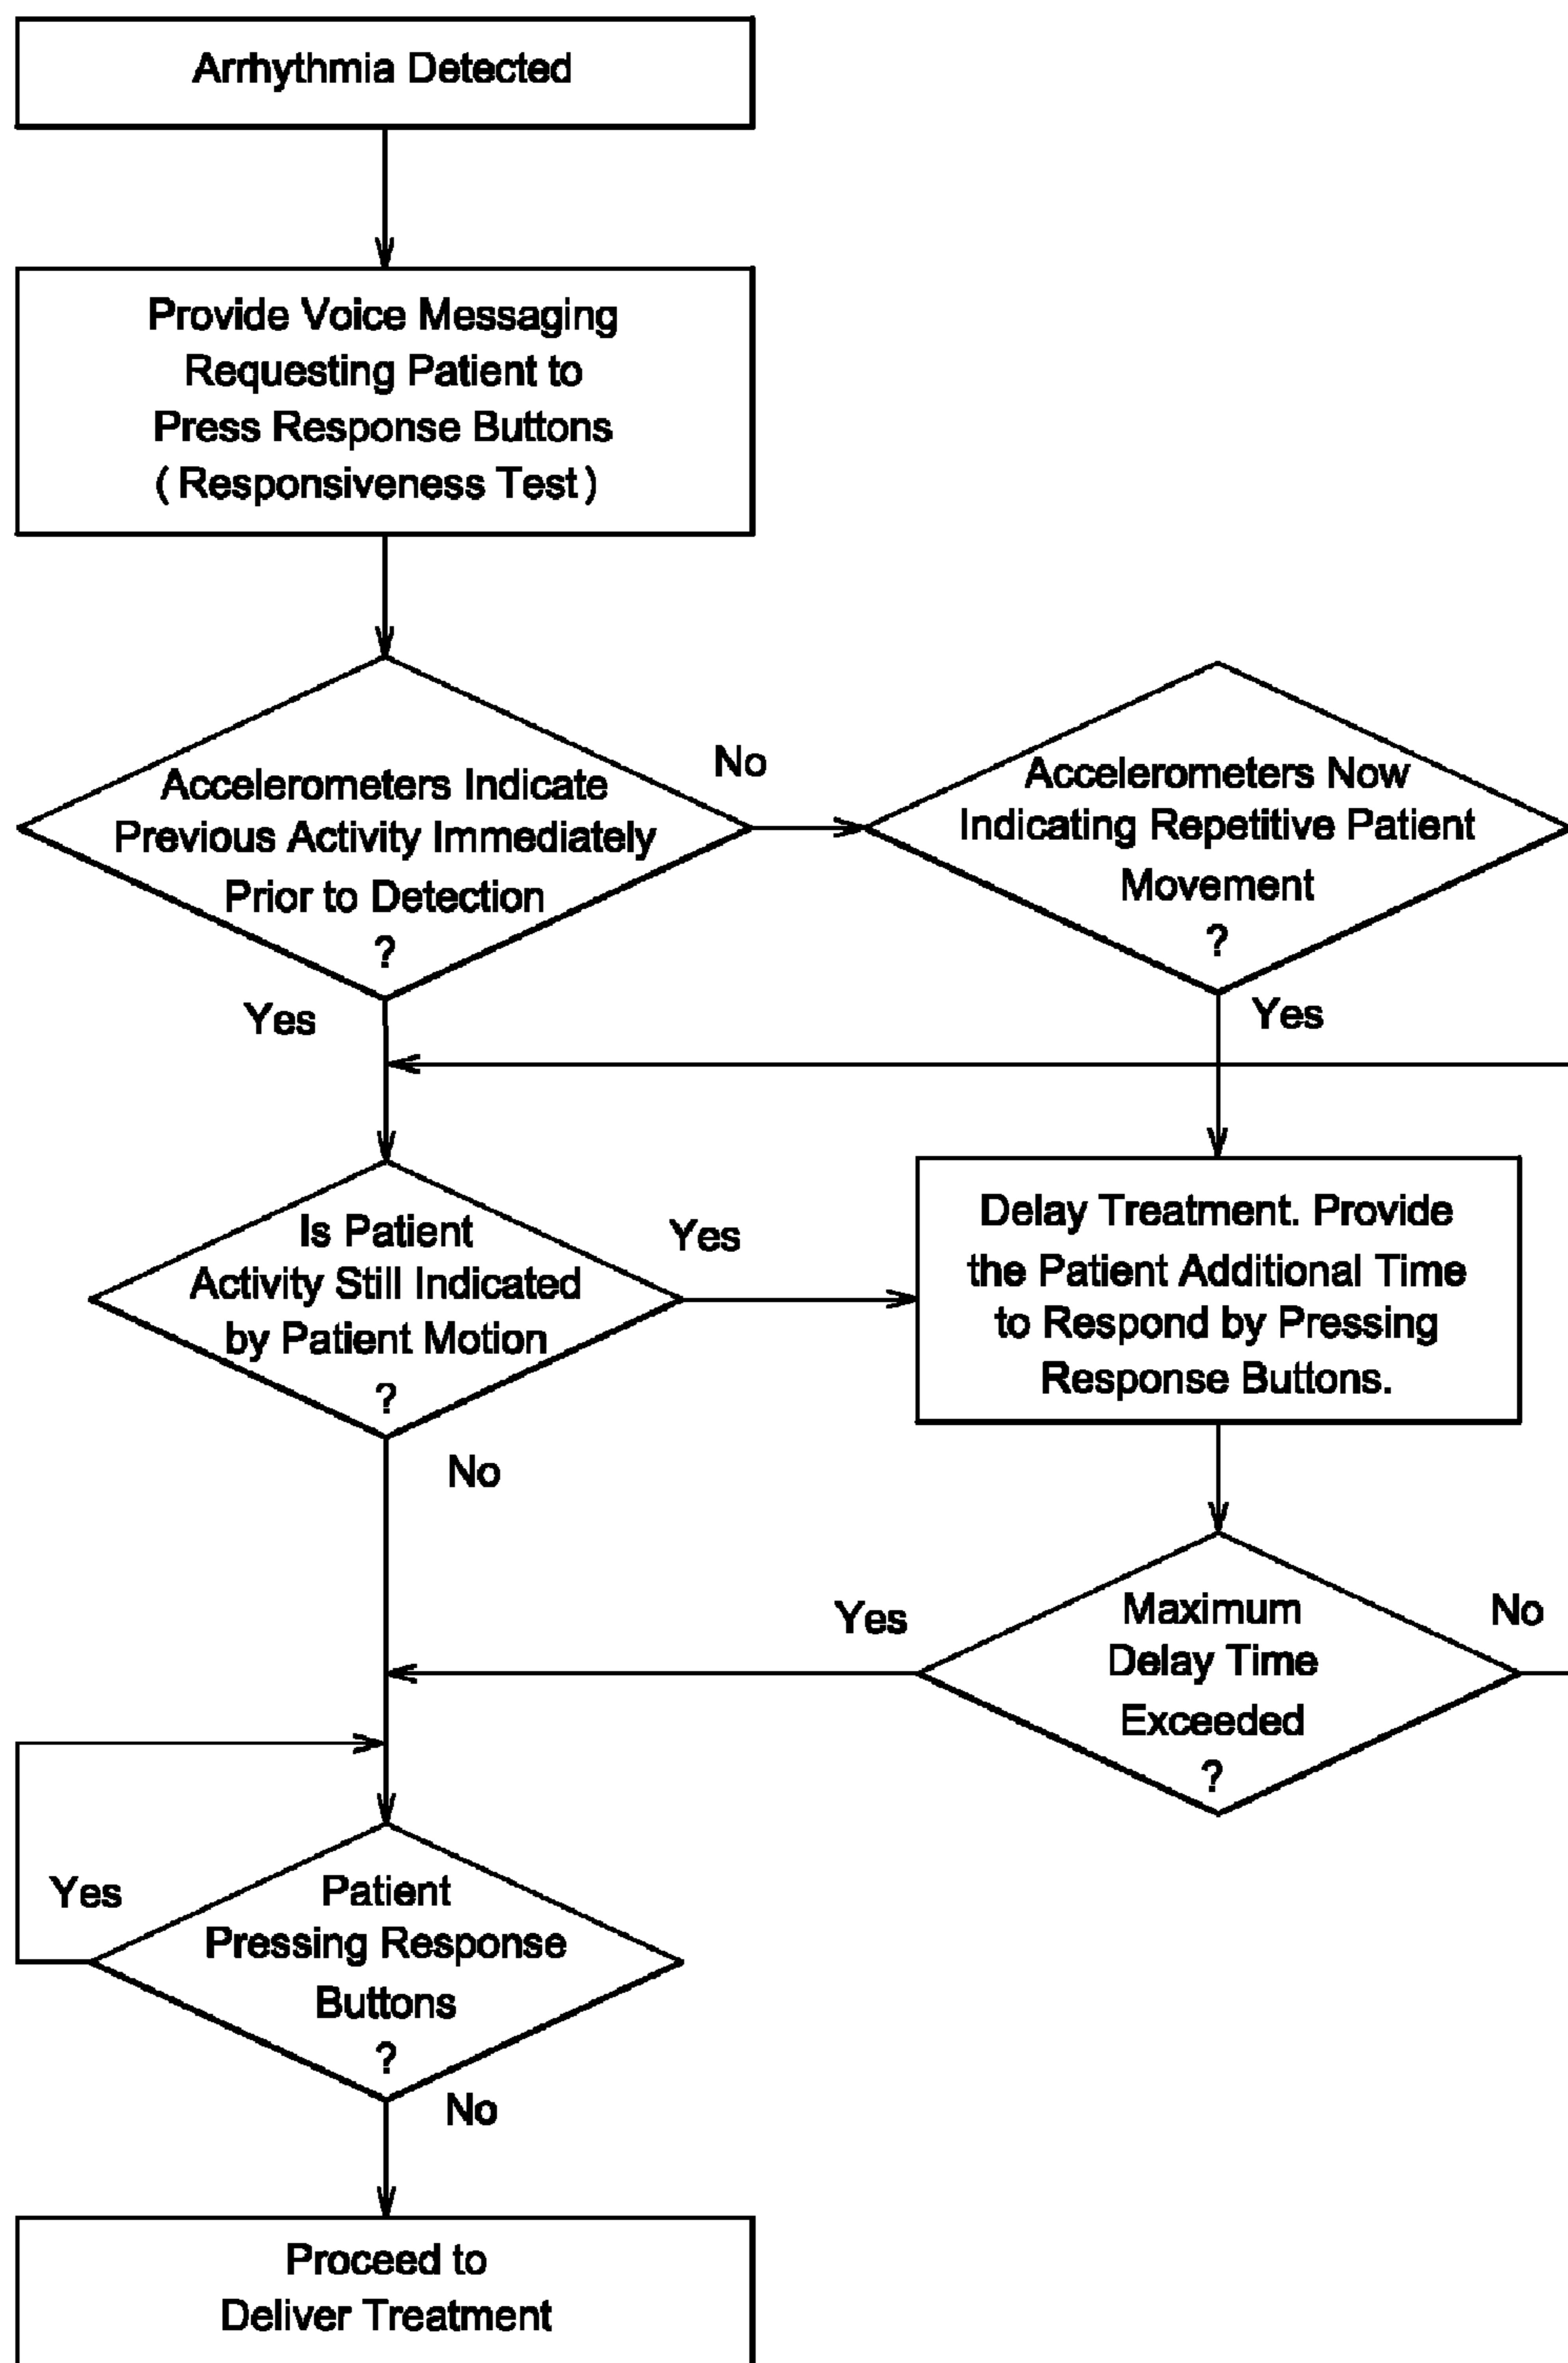 Arrhythmia Detected
Provide Voice Messaging
Requesting Patient to
Press Response Buttons
( Responsiveness Test )
Accelerometers Indicate
Previous Activity Immediately
Prior to Detection
?
No
Accelerometers Now
Indicating Repetitive Patient
Movement
?
Yes
Yes
Is Patient
Activity Still Indicated
by Patient Motion
?
Yes
No
Delay Treatment. Provide
the Patient Additional Time
to Respond by Pressing
Response Buttons.
Maximum
Delay Time
Exceeded
?
Yes
No
Patient
Pressing Response
Buttons
?
Yes
No
Proceed to
Deliver Treatment